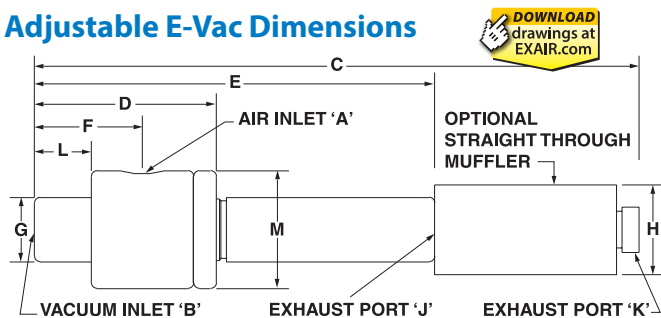 Adjustable E-Vac Dimensions
DOWNLOAD
drawings at
EXAIR.com
C
E
D
F
AIR INLET 'A'
OPTIONAL
STRAIGHT THROUGH
MUFFLER
L
G
M
H
VACUUM INLET 'B'
EXHAUST PORT 'J'
EXHAUST PORT 'K'